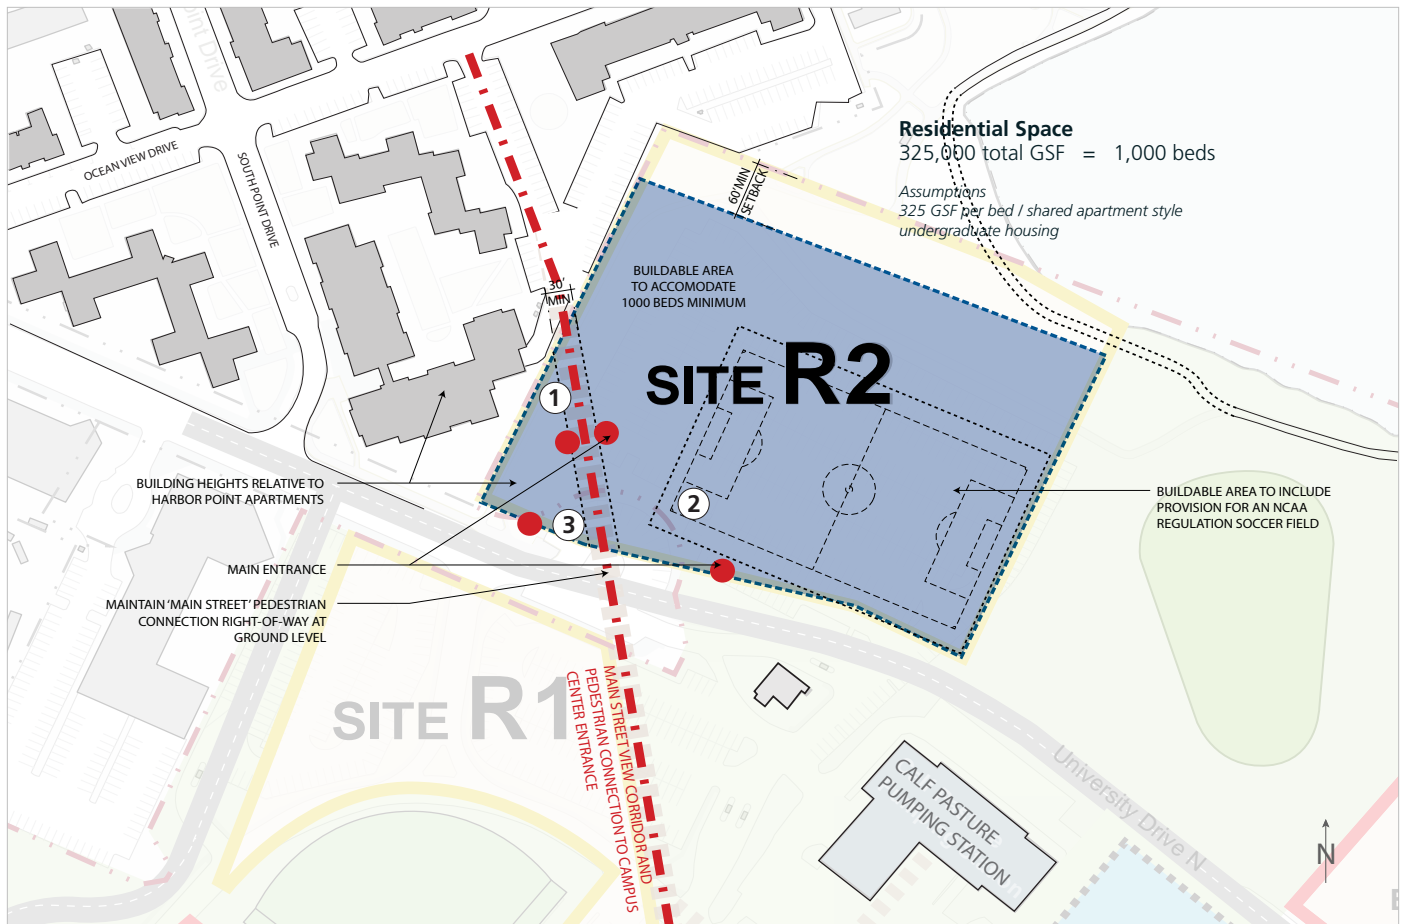 Point Drive
OCEAN VIEW DRIVE
SOUTH POINT DRIVE
Residential Space
325,000 total GSF = 1,000 beds
Assumptions
325 GSF per bed / shared apartment style
undergraduate housing
60'MIN
SETBACK
30'
MIN
BUILDABLE AREA
TO ACCOMODATE
1000 BEDS MINIMUM
SITE R2
1
2
3
BUILDING HEIGHTS RELATIVE TO
HARBOR POINT APARTMENTS
BUILDABLE AREA TO INCLUDE
PROVISION FOR AN NCAA
REGULATION SOCCER FIELD
MAIN ENTRANCE
MAINTAIN 'MAIN STREET' PEDESTRIAN
CONNECTION RIGHT-OF-WAY AT
GROUND LEVEL
SITE R1
MAIN STREET VIEW CORRIDOR AND
PEDESTRIAN CONNECTION TO CAMPUS
CENTER ENTRANCE
CALF PASTURE
PUMPING STATION
University Drive N
N